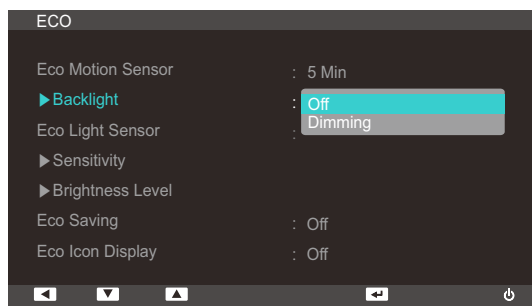 ECO
Eco Motion Sensor : 5 Min
▶Backlight : Off
Dimming
Eco Light Sensor :
▶Sensitivity
▶Brightness Level
Eco Saving : Off
Eco Icon Display : Off